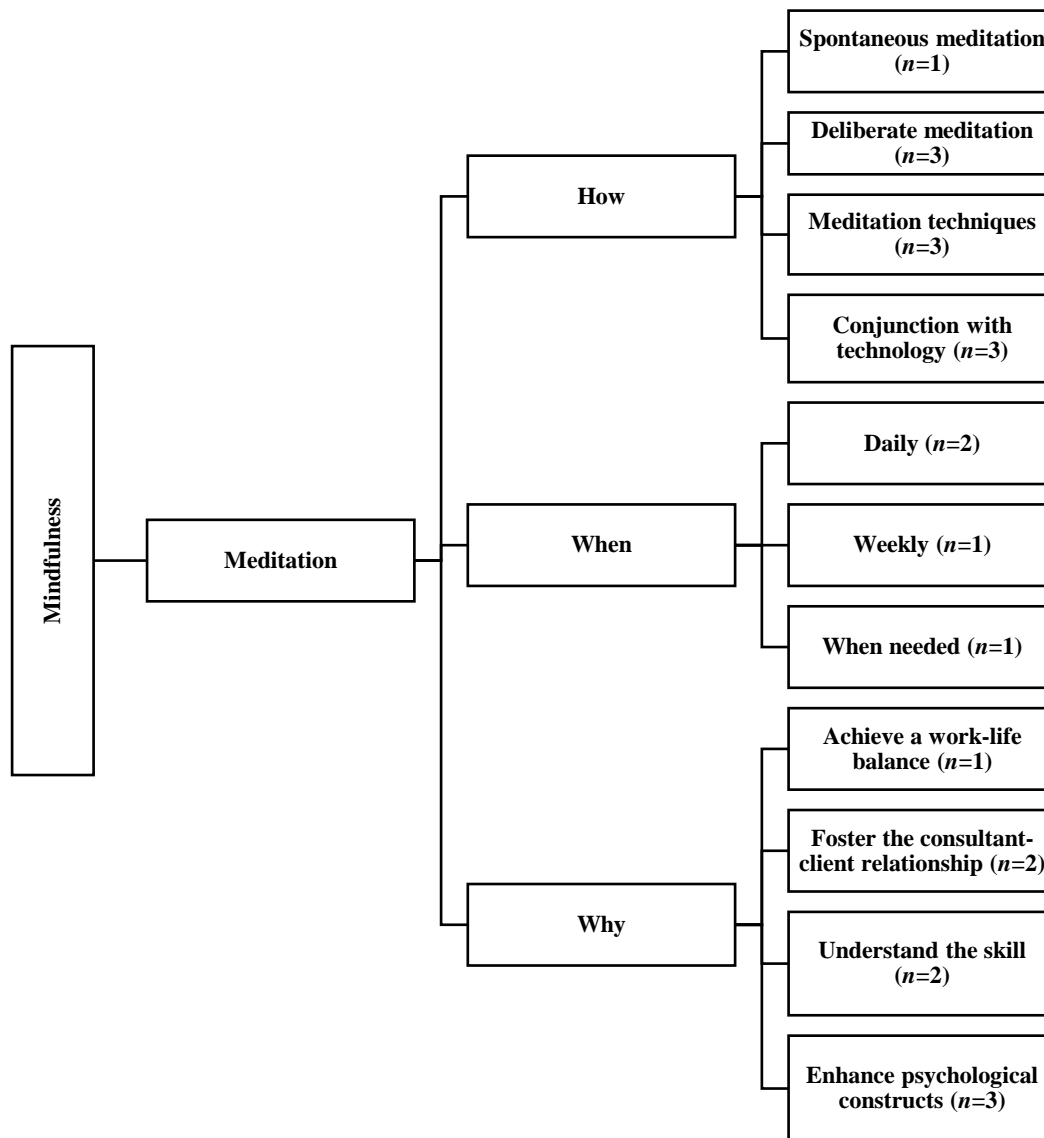 Mindfulness
Meditation
How
Spontaneous meditation
(n=1)
Deliberate meditation
(n=3)
Meditation techniques
(n=3)
Conjunction with
technology (n=3)
When
Daily (n=2)
Weekly (n=1)
When needed (n=1)
Why
Achieve a work-life
balance (n=1)
Foster the consultant-
client relationship (n=2)
Understand the skill
(n=2)
Enhance psychological
constructs (n=3)